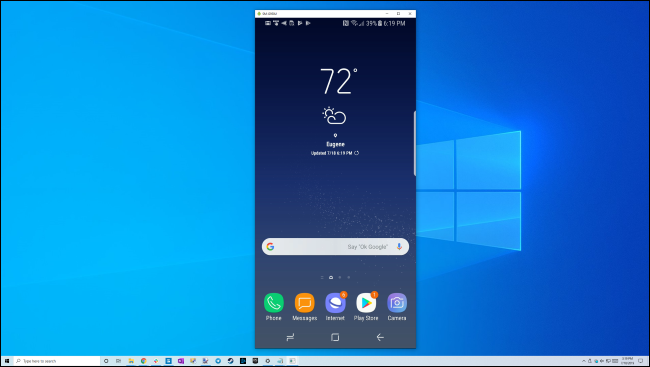 39% 6:19 PM
72°
Eugene
Updated 7/18 6:19 PM
G Say "Ok Google"
Phone
Messages
Internet
Play Store
Camera
Type here to search